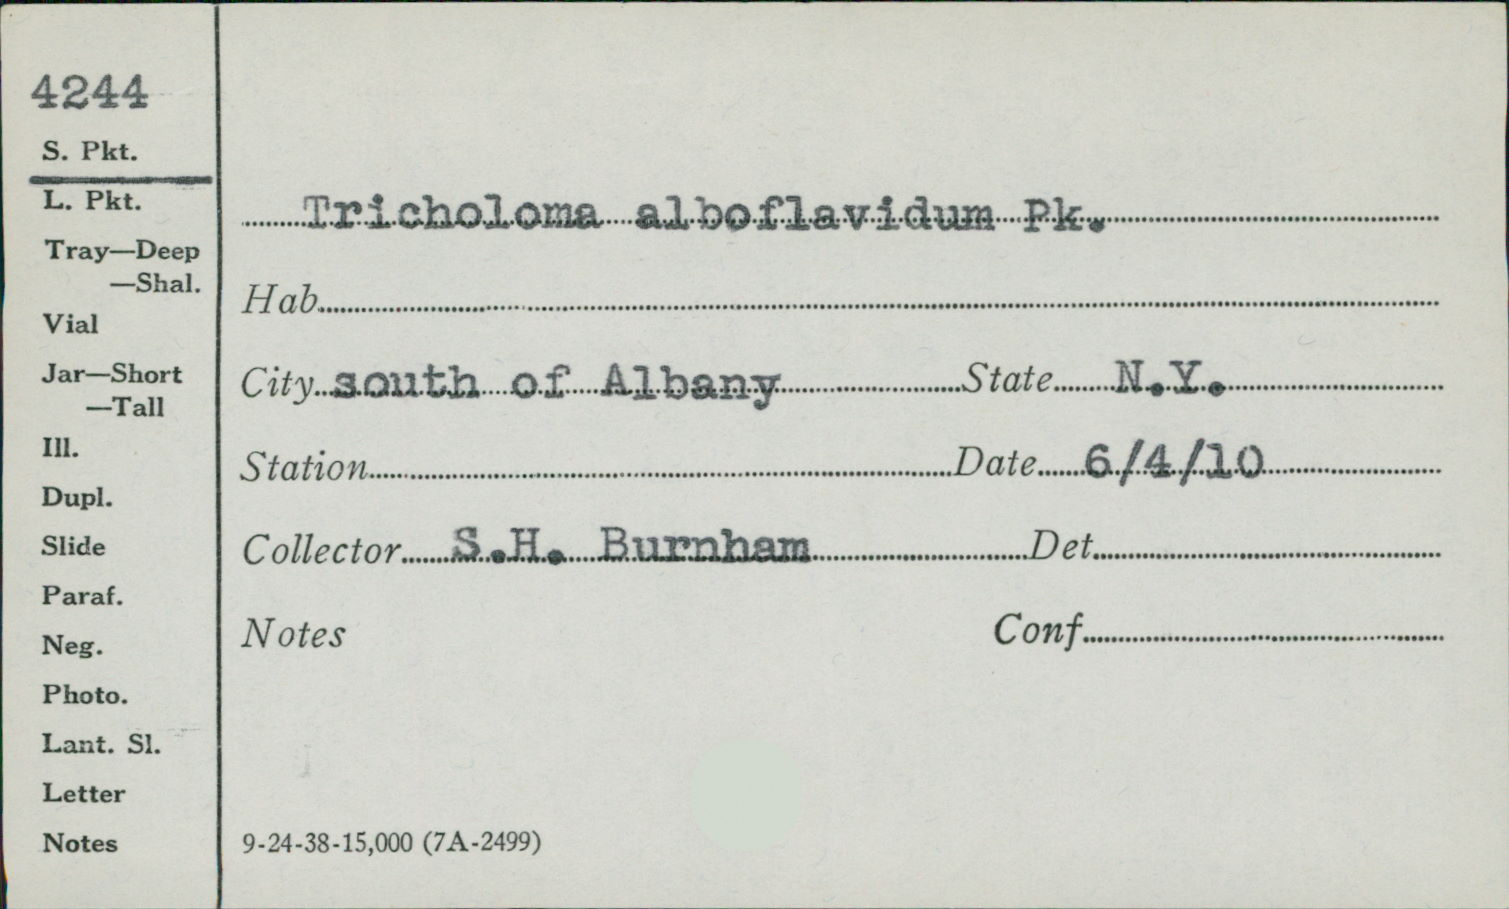 4244
S. Pkt.
L. Pkt.
Tray—Deep
—Shal.
Vial
Jar—Short
—Tall
Ill.
Dupl.
Slide
Paraf.
Neg.
Photo.
Lant. Sl.
Letter
Notes
Tricholoma alboflavidum Pk.
Hab.
City south of Albany State N.Y.
Station Date 6/4/10
Collector S.H. Burnham Det.
Notes Conf.
9-24-38-15,000 (7A-2499)